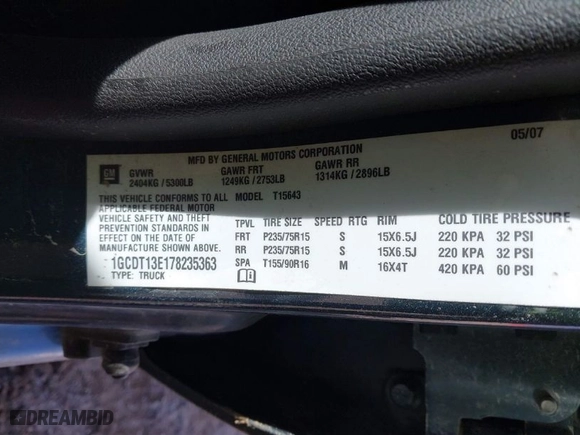 05/07
MFD BY GENERAL MOTORS CORPORATION
GM
GVWR GAWR FRT GAWR RR
2404KG / 5300LB 1249KG / 2753LB 1314KG / 2896LB
THIS VEHICLE CONFORMS TO ALL MODEL T15643
APPLICABLE FEDERAL MOTOR
VEHICLE SAFETY AND THEFT
PREVENTION STANDARDS IN
EFFECT ON THE DATE OF
MANUFACTURE SHOWN ABOVE.
1GCDT13E178235363
TYPE: TRUCK
TPVL TIRE SIZE SPEED RTG RIM COLD TIRE PRESSURE
FRT P235/75R15 S 15X6.5J 220 KPA 32 PSI
RR P235/75R15 S 15X6.5J 220 KPA 32 PSI
SPA T155/90R16 M 16X4T 420 KPA 60 PSI
DREAMBID